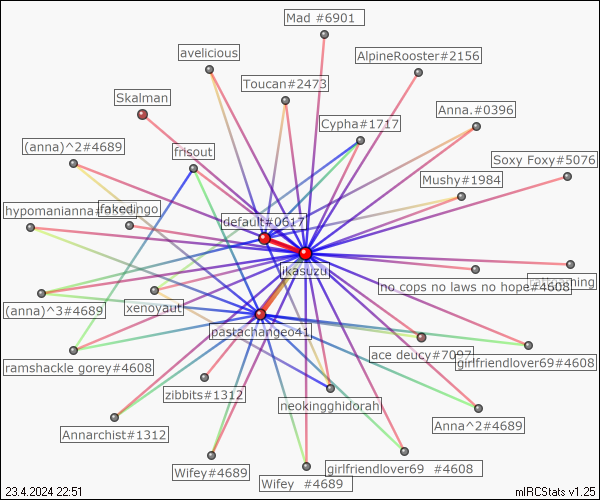 Mad #6901
avelicious
AlpineRooster#2156
Toucan#2473
Skalman
Anna.#0396
Cypha#1717
(anna)^2#4689
frisout
Soxy Foxy#5076
Mushy#1984
hypomanianna
fakedingo
default#0617
ikasuzu
no cops no laws no hope#4608
(anna)^3#4689
xenoyaut
pastachangeo41
ace deucy#7097
girlfriendlover69#4608
ramshackle gorey#4608
zibbits#1312
neokingghidorah
Anna^2#4689
Annarchist#1312
Wifey#4689
girlfriendlover69 #4608
Wifey #4689
23.4.2024 22:51
mIRCStats v1.25